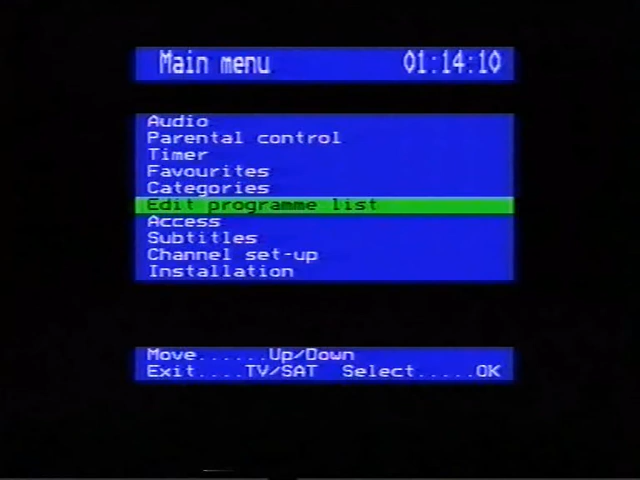 Main menu 01:14:10
Audio
Parental control
Timer
Favourites
Categories
Edit programme list
Access
Subtitles
Channel set-up
Installation
Move......Up/Down
Exit....TV/SAT Select.....OK